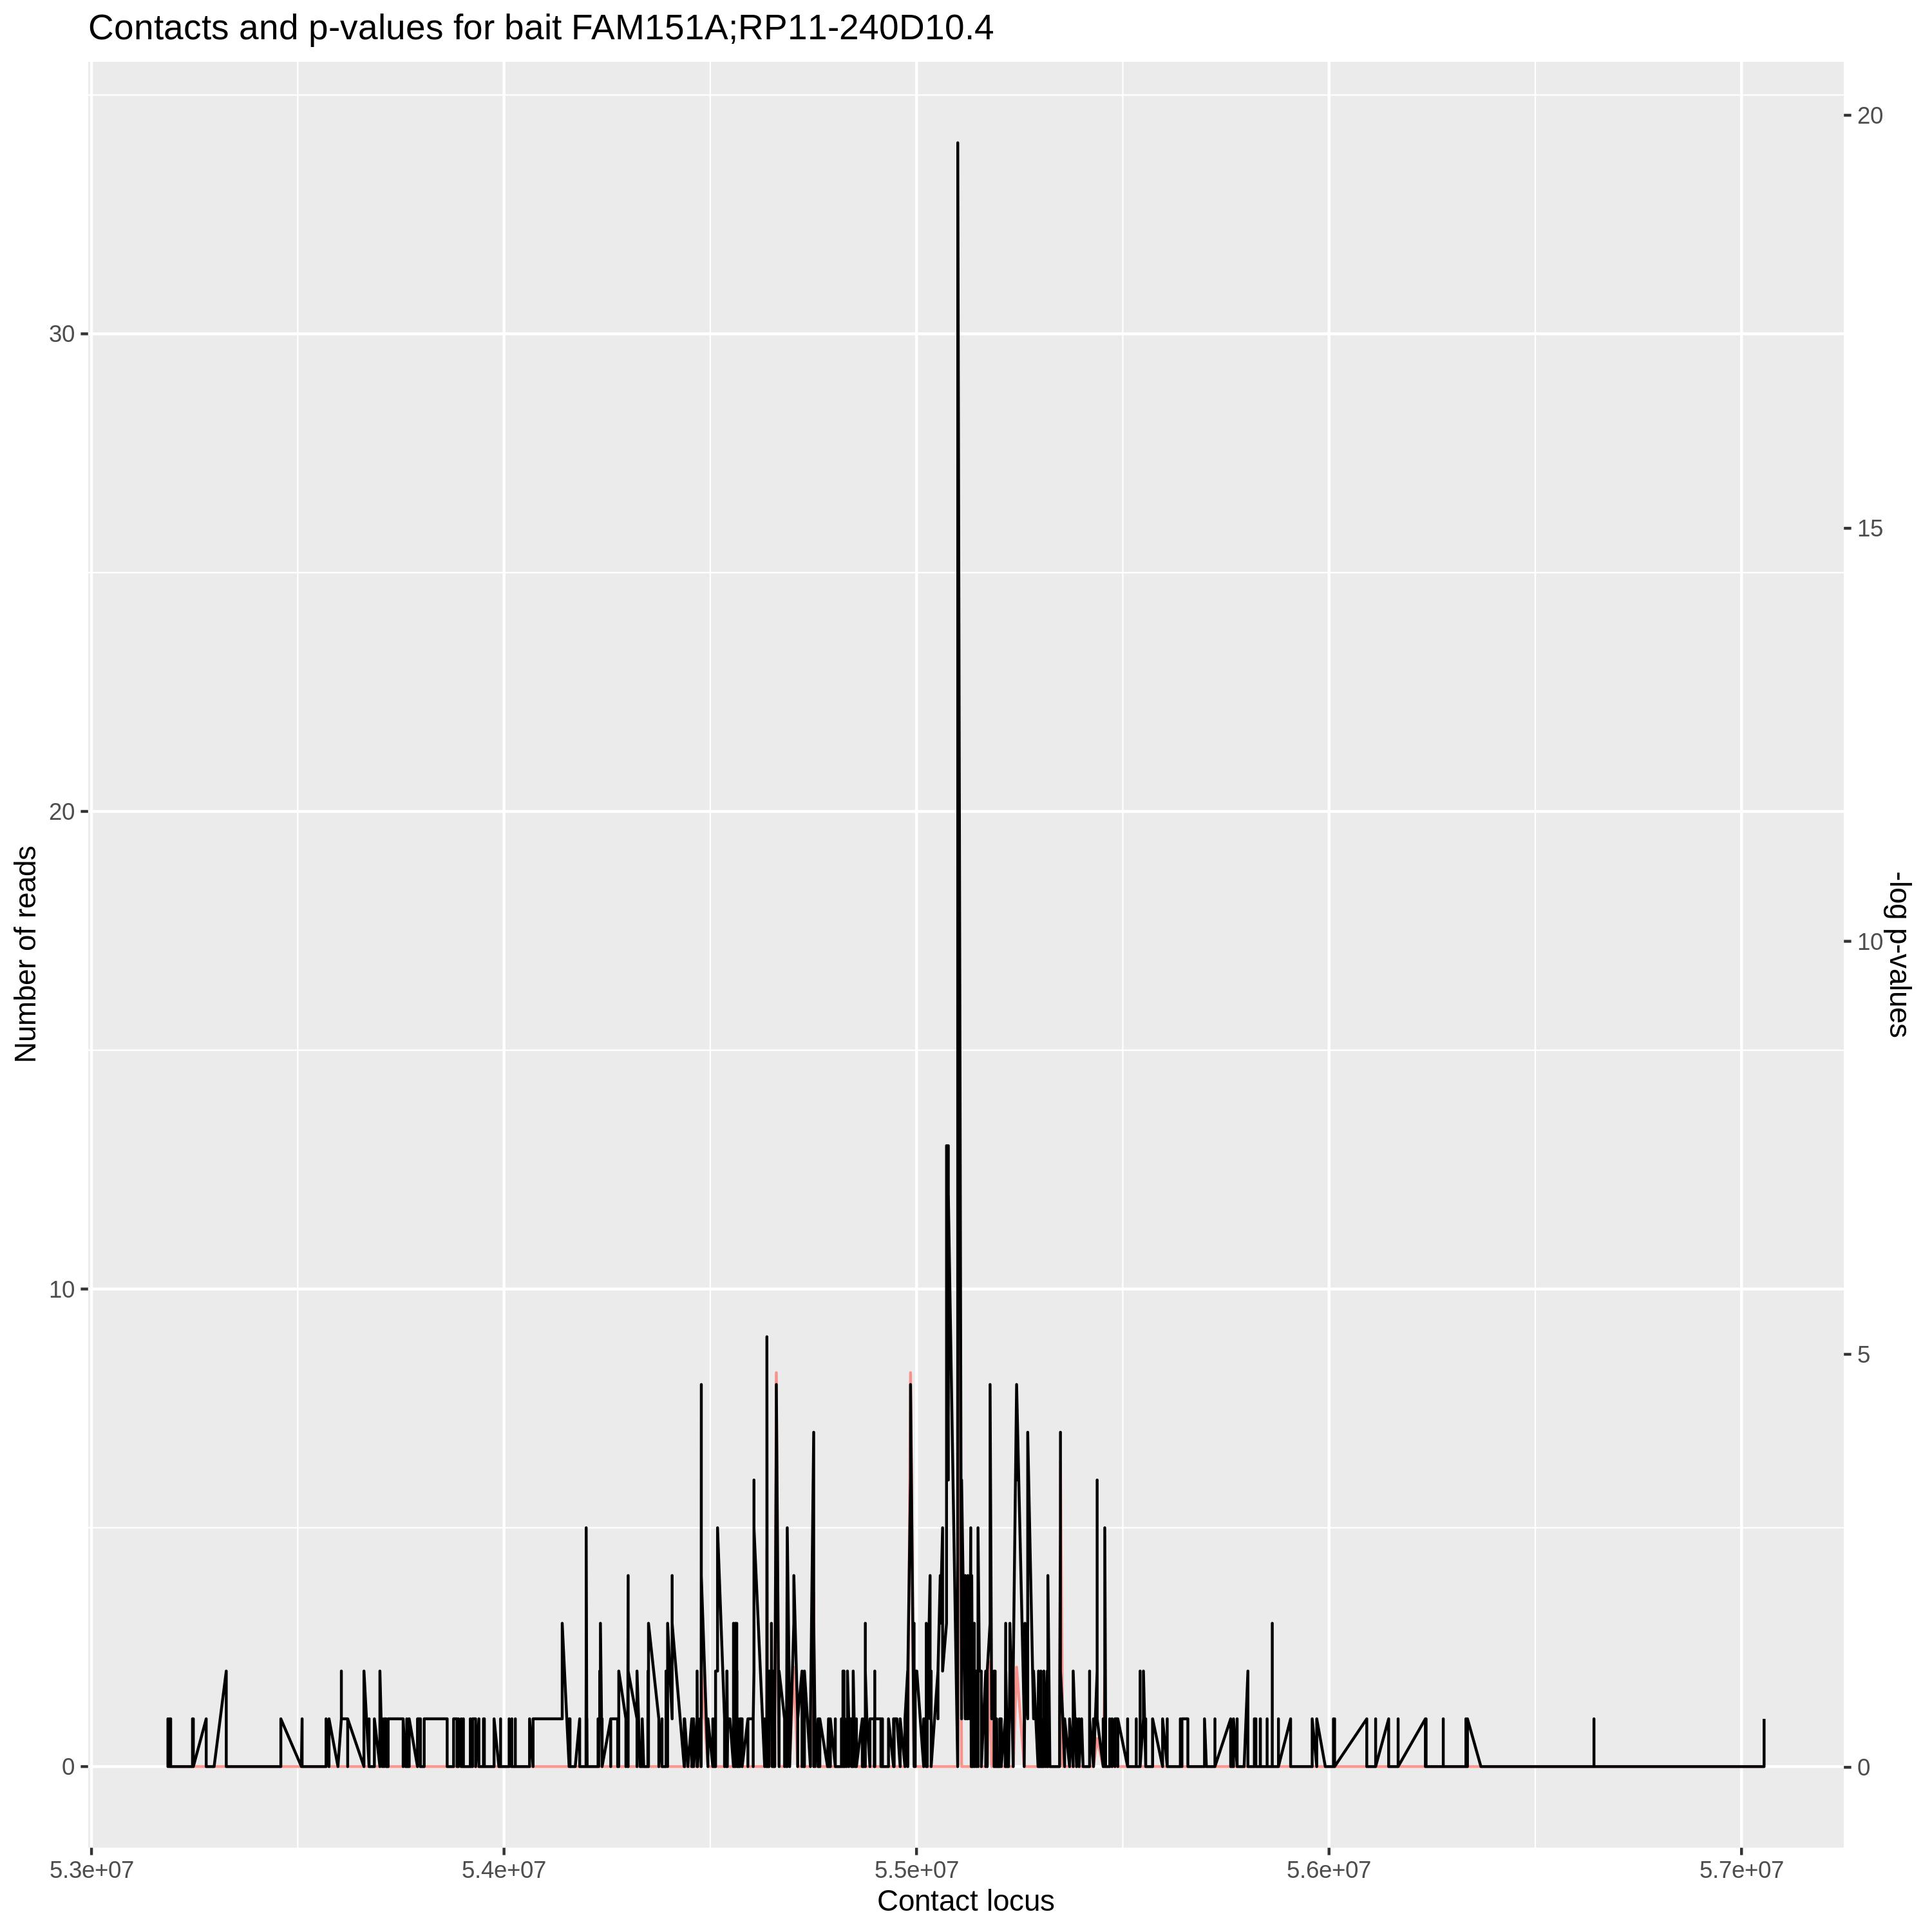 Contacts and p-values for bait FAM151A;RP11-240D10.4
20
30
15
20
10
10
5
0
0
Number of reads
-log p-values
5.3e+07 5.4e+07 5.5e+07 5.6e+07 5.7e+07
Contact locus